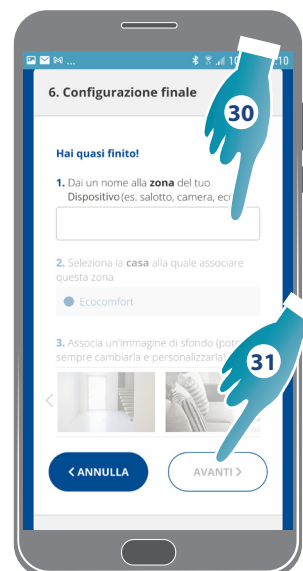 ... 10 10
6. Configurazione finale
30
Hai quasi finito!
1. Dai un nome alla zona del tuo
Dispositivo (es. salotto, camera,
2. Seleziona la casa alla quale associare
questa zona
Ecocomfort
3. Associa un'immagine di sfondo
sempre cambiarla e personalizzarla)
31
< ANNULLA
AVANTI >